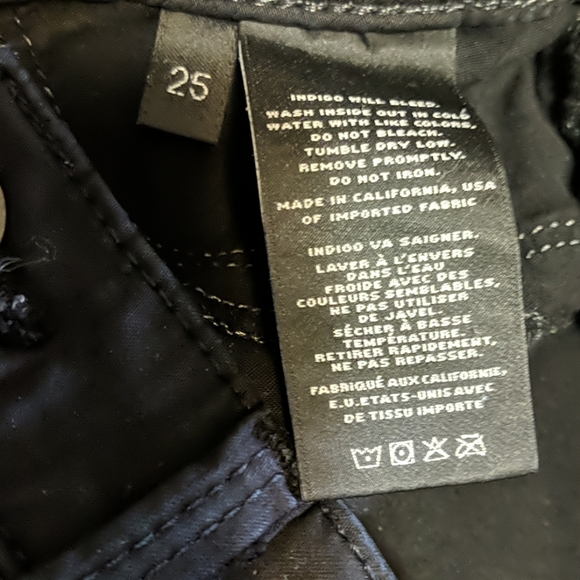 25
INDIGO WILL BLEED.
WASH INSIDE OUT IN COLD
WATER WITH LIKE COLORS,
DO NOT BLEACH.
TUMBLE DRY LOW.
REMOVE PROMPTLY.
DO NOT IRON.
MADE IN CALIFORNIA, USA
OF IMPORTED FABRIC
INDIGO VA SAIGNER.
LAVER À L'ENVERS
DANS L'EAU
FROIDE AVEC DES
COULEURS SEMBLABLES,
NE PAS UTILISER
DE JAVEL.
SÉCHER À BASSE
TEMPÉRATURE.
RETIRER RAPIDEMENT,
NE PAS REPASSER.
FABRIQUÉ AUX CALIFORNIE,
E.U.ETATS-UNIS AVEC
DE TISSU IMPORTÉ